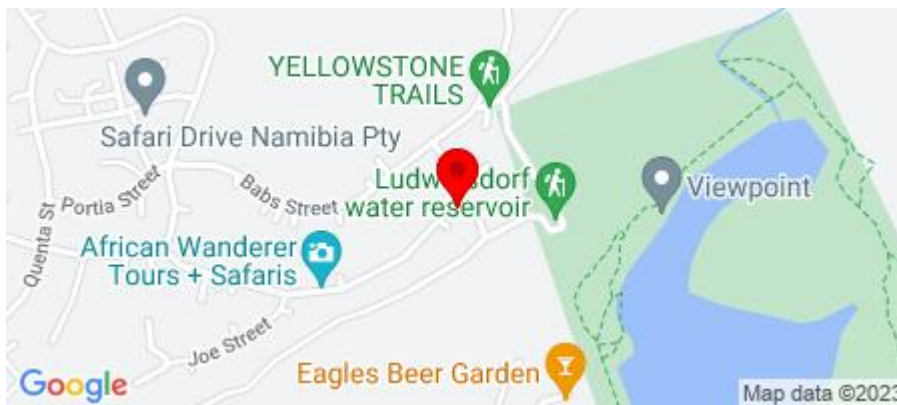 YELLOWSTONE
TRAILS
Safari Drive Namibia Pty
Portia Street
Babs Street
Quenta St
water reservoir
Viewpoint
African Wanderer
Tours + Safaris
Joe Street
Eagles Beer Garden
Google
Map data ©2023